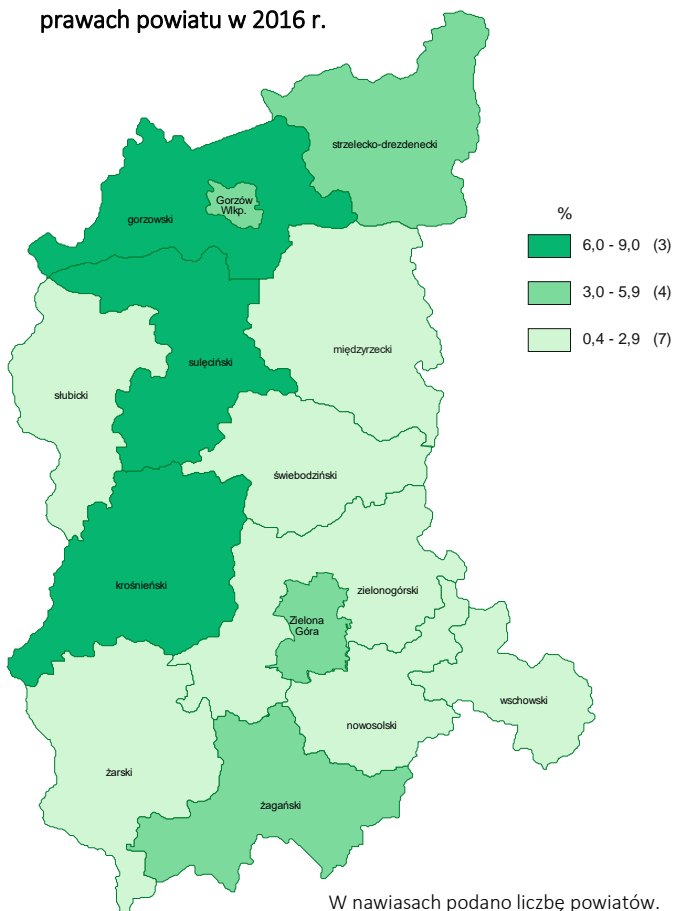 prawach powiatu w 2016 r.
strzelecko-drezdenecki
Gorzów
Wlkp.
gorzowski
%
6,0 - 9,0 (3)
3,0 - 5,9 (4)
0,4 - 2,9 (7)
międzyrzecki
sulęciński
słubicki
świebodziński
krośnieński
zielonogórski
Zielona
Góra
wschowski
nowosolski
żarski
żagański
W nawiasach podano liczbę powiatów.